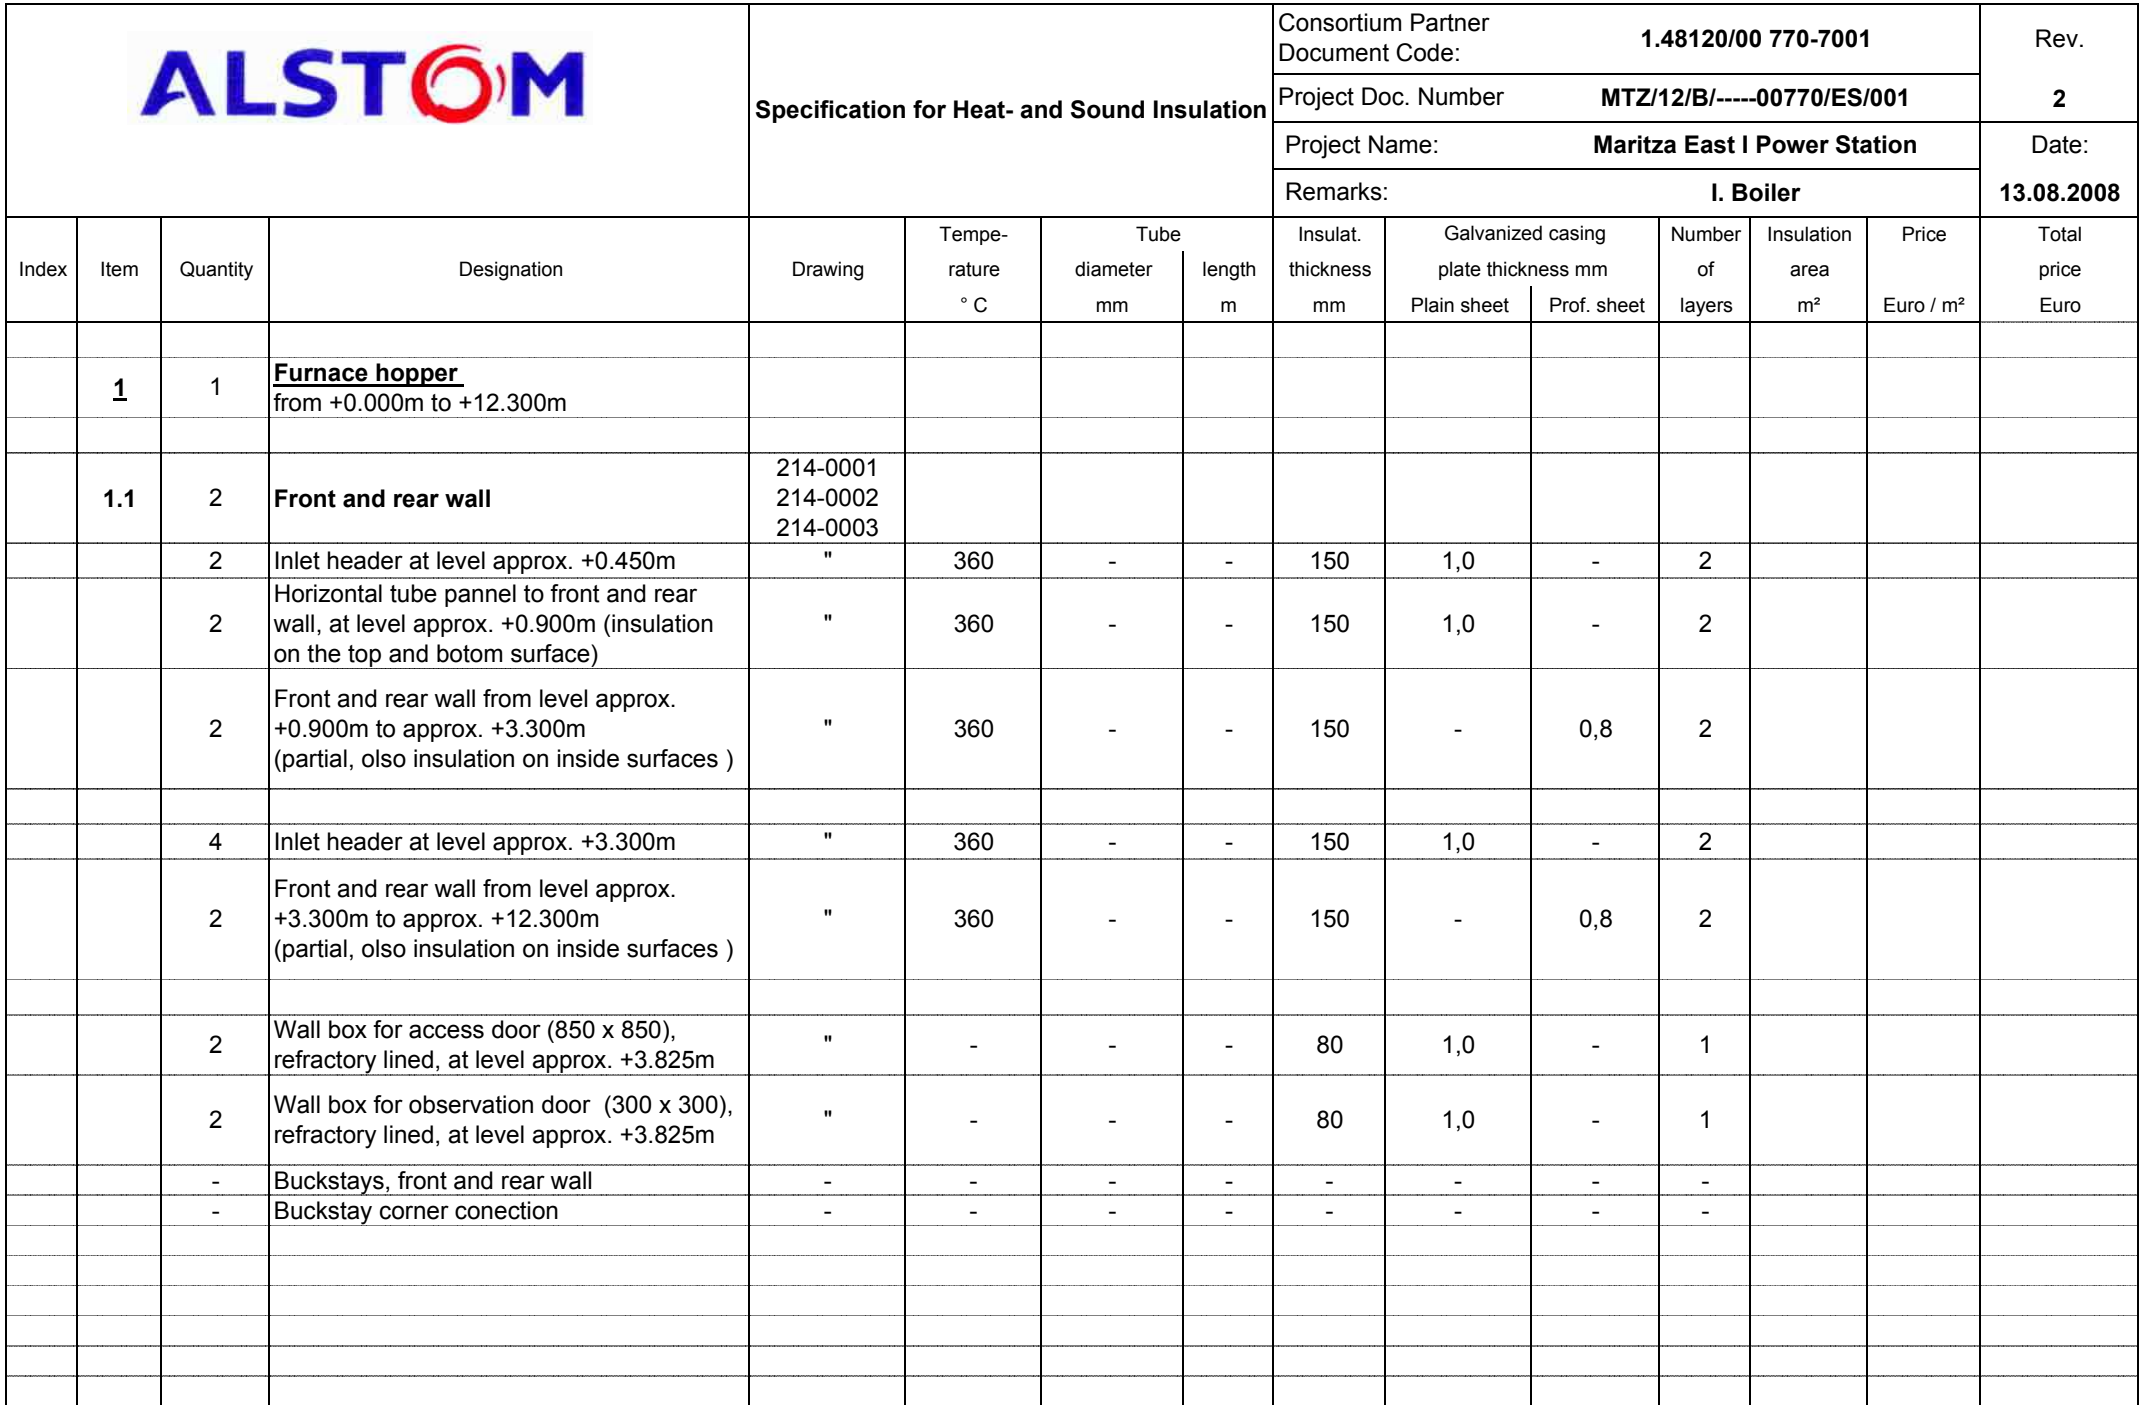 ALSTOM
Specification for Heat- and Sound Insulation
Consortium Partner
Document Code:
1.48120/00 770-7001
Rev.
Project Doc. Number
MTZ/12/B/-----00770/ES/001
2
Project Name:
Maritza East I Power Station
Date:
Remarks:
I. Boiler
13.08.2008
Index Item Quantity Designation Drawing
Tempe-
rature
° C
Tube
diameter
mm
length
m
Insulat.
thickness
mm
Galvanized casing
plate thickness mm
Plain sheet Prof. sheet
Number
of
layers
Insulation
area
m²
Price
Euro / m²
Total
price
Euro
1 1
Furnace hopper
from +0.000m to +12.300m
1.1 2 Front and rear wall
214-0001
214-0002
214-0003
2 Inlet header at level approx. +0.450m " 360 - - 150 1,0 - 2
Horizontal tube pannel to front and rear
2 wall, at level approx. +0.900m (insulation " 360 - - 150 1,0 - 2
on the top and botom surface)
Front and rear wall from level approx.
2 +0.900m to approx. +3.300m " 360 - - 150 - 0,8 2
(partial, olso insulation on inside surfaces )
4 Inlet header at level approx. +3.300m " 360 - - 150 1,0 - 2
Front and rear wall from level approx.
2 +3.300m to approx. +12.300m " 360 - - 150 - 0,8 2
(partial, olso insulation on inside surfaces )
2 Wall box for access door (850 x 850), " - - - 80 1,0 - 1
refractory lined, at level approx. +3.825m
2 Wall box for observation door (300 x 300), " - - - 80 1,0 - 1
refractory lined, at level approx. +3.825m
- Buckstays, front and rear wall - - - - - - - -
- Buckstay corner conection - - - - - - - -